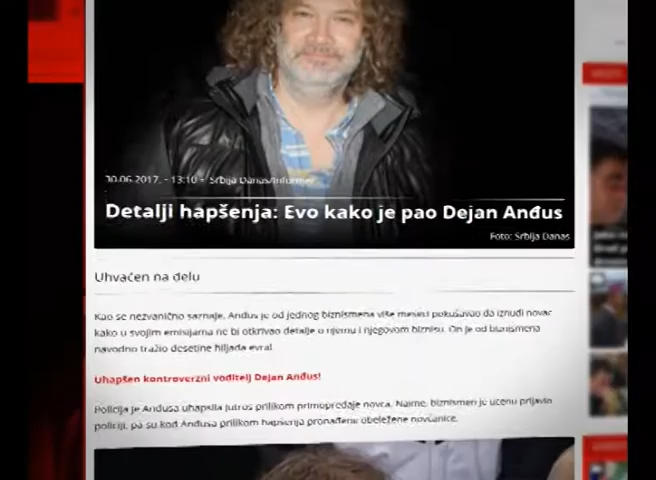 30.06.2017. - 13:10 - Srbija Danas/Informer
Detalji hapšenja: Evo kako je pao Dejan Anđus
Foto: Srbija Danas
Uhvaćen na delu
Kao se nezvanično saznaje, Anđus je od jednog biznismena više meseci pokušavao da iznudi novac
kako u svojim emisijama ne bi otkrivao detalje o njemu i njegovom biznisu. On je od biznismena
navodno tražio desetine hiljada evra!
Uhapšen kontroverzni voditelj Dejan Anđus!
Policija je Anđusa uhapsila jutros prilikom primopredaje novca. Naime, biznismen je ucenu prijavio
policiji, pa su kod Anđusa prilikom hapšenja pronađene obeležene novčanice.